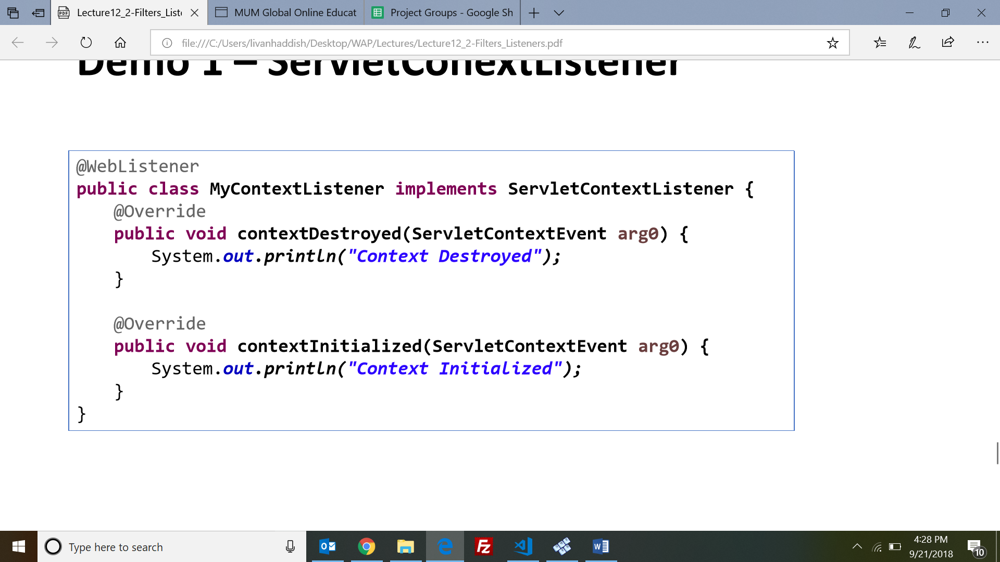 Lecture12_2-Filters_List
MUM Global Online Educat
Project Groups - Google Sh
file:///C:/Users/livanhaddish/Desktop/WAP/Lectures/Lecture12_2-Filters_Listeners.pdf
Demo 1 – ServletConextListener
@WebListener
public class MyContextListener implements ServletContextListener {
@Override
public void contextDestroyed(ServletContextEvent arg0) {
System.out.println("Context Destroyed");
}
@Override
public void contextInitialized(ServletContextEvent arg0) {
System.out.println("Context Initialized");
}
}
Type here to search
4:28 PM
9/21/2018
10